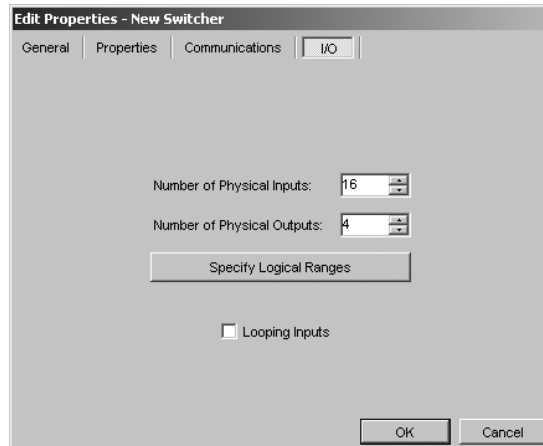 Edit Properties - New Switcher
General Properties Communications I/O
Number of Physical Inputs: 16
Number of Physical Outputs: 4
Specify Logical Ranges
Looping Inputs
OK Cancel